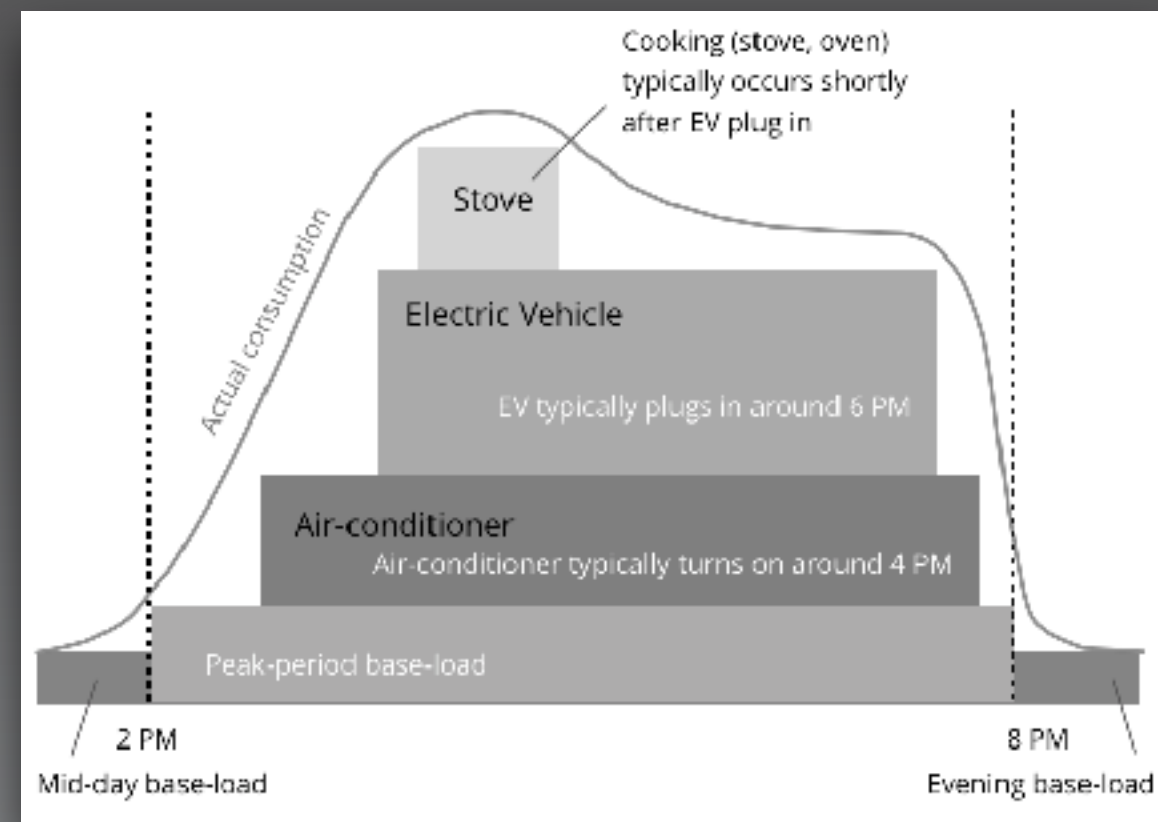 Cooking (stove, oven)
typically occurs shortly
after EV plug in
Stove
Actual consumption
Electric Vehicle
EV typically plugs in around 6 PM
Air-conditioner
Air-conditioner typically turns on around 4 PM
Peak-period base-load
2 PM
8 PM
Mid-day base-load
Evening base-load